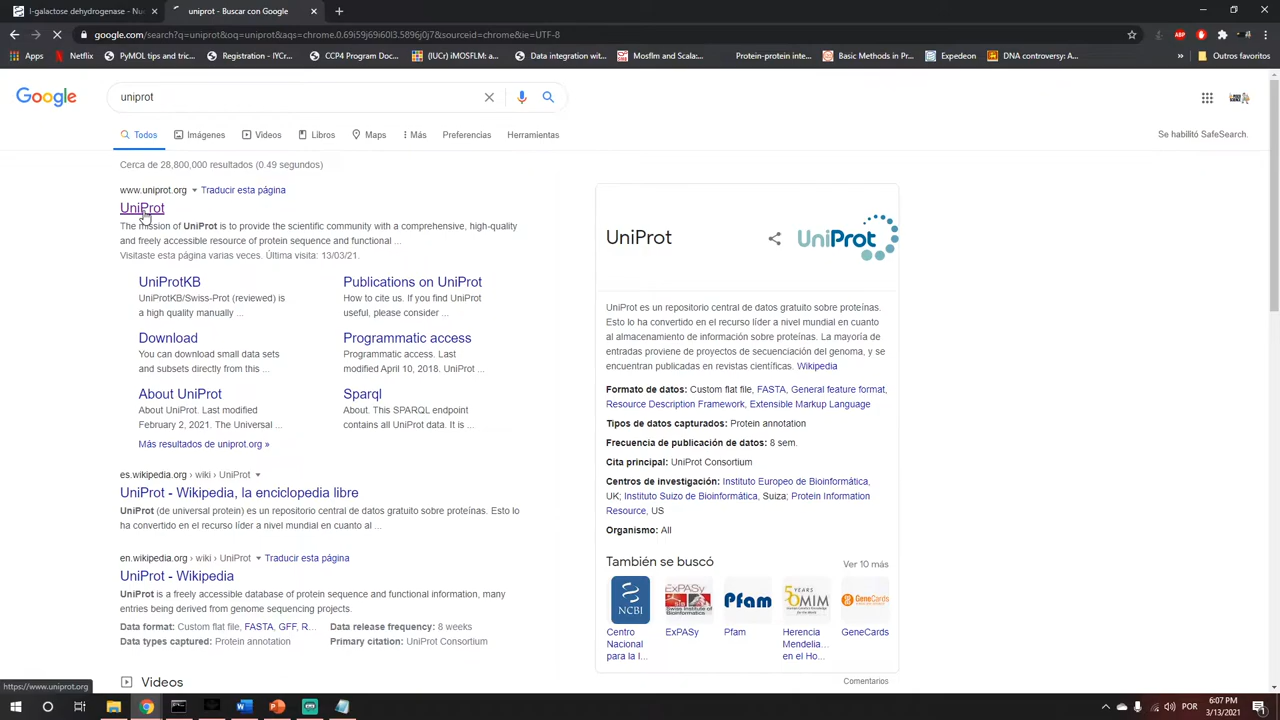 l-galactose dehydrogenase - Nuc
uniprot - Buscar con Google
google.com/search?q=uniprot&oq=uniprot&aqs=chrome.0.69i59j69i60l3.5896j0j7&sourceid=chrome&ie=UTF-8
Aplicaciones
Netflix
PyMOL tips and tric...
Registration - IYCr...
CCP4 Program Doc...
(IUCr) iMOSFLM: a...
Data integration wi...
Mosflm and Scala:...
Protein-protein inte...
Basic Methods in Pr...
Expedeon
DNA controversy: A...
»
Otros favoritos
Google
uniprot
Todos
Imágenes
Videos
Libros
Maps
Más
Preferencias
Herramientas
Se habilitó SafeSearch.
Cerca de 28,800,000 resultados (0.49 segundos)
www.uniprot.org Traducir esta página
UniProt
The mission of UniProt is to provide the scientific community with a comprehensive, high-quality
and freely accessible resource of protein sequence and functional ...
Visitaste esta página varias veces. Última visita: 13/03/21.
UniProtKB
UniProtKB/Swiss-Prot (reviewed) is
a high quality manually ...
Publications on UniProt
How to cite us. If you find UniProt
useful, please consider ...
Download
You can download small data sets
and subsets directly from this ...
Programmatic access
Programmatic access. Last
modified April 10, 2018. UniProt ...
About UniProt
About UniProt. Last modified
February 2, 2021. The Universal ...
Sparql
About. This SPARQL endpoint
contains all UniProt data. It is ...
Más resultados de uniprot.org »
es.wikipedia.org › wiki › UniProt
UniProt - Wikipedia, la enciclopedia libre
UniProt (de universal protein) es un repositorio central de datos gratuito sobre proteínas. Esto lo
ha convertido en el recurso líder a nivel mundial en cuanto al ...
en.wikipedia.org › wiki › UniProt Traducir esta página
UniProt - Wikipedia
UniProt is a freely accessible database of protein sequence and functional information, many
entries being derived from genome sequencing projects.
Data format: Custom flat file, FASTA, GFF, R... Data release frequency: 8 weeks
Data types captured: Protein annotation Primary citation: UniProt Consortium
Videos
UniProt
UniProt
UniProt es un repositorio central de datos gratuito sobre proteínas.
Esto lo ha convertido en el recurso líder a nivel mundial en cuanto
al almacenamiento de información sobre proteínas. La mayoría de
entradas proviene de proyectos de secuenciación del genoma, y se
encuentran publicadas en revistas científicas. Wikipedia
Formato de datos: Custom flat file, FASTA, General feature format,
Resource Description Framework, Extensible Markup Language
Tipos de datos capturados: Protein annotation
Frecuencia de publicación de datos: 8 sem.
Cita principal: UniProt Consortium
Centros de investigación: Instituto Europeo de Bioinformática,
UK; Instituto Suizo de Bioinformática, Suiza; Protein Information
Resource, US
Organismo: All
También se buscó
Ver 10 más
NCBI
ExPASy
Pfam
OMIM
GeneCards
Centro
Nacional
para la I...
ExPASy
Pfam
Herencia
Mendelia...
en el Ho...
GeneCards
Comentarios
https://www.uniprot.org
POR
6:07 PM
3/13/2021